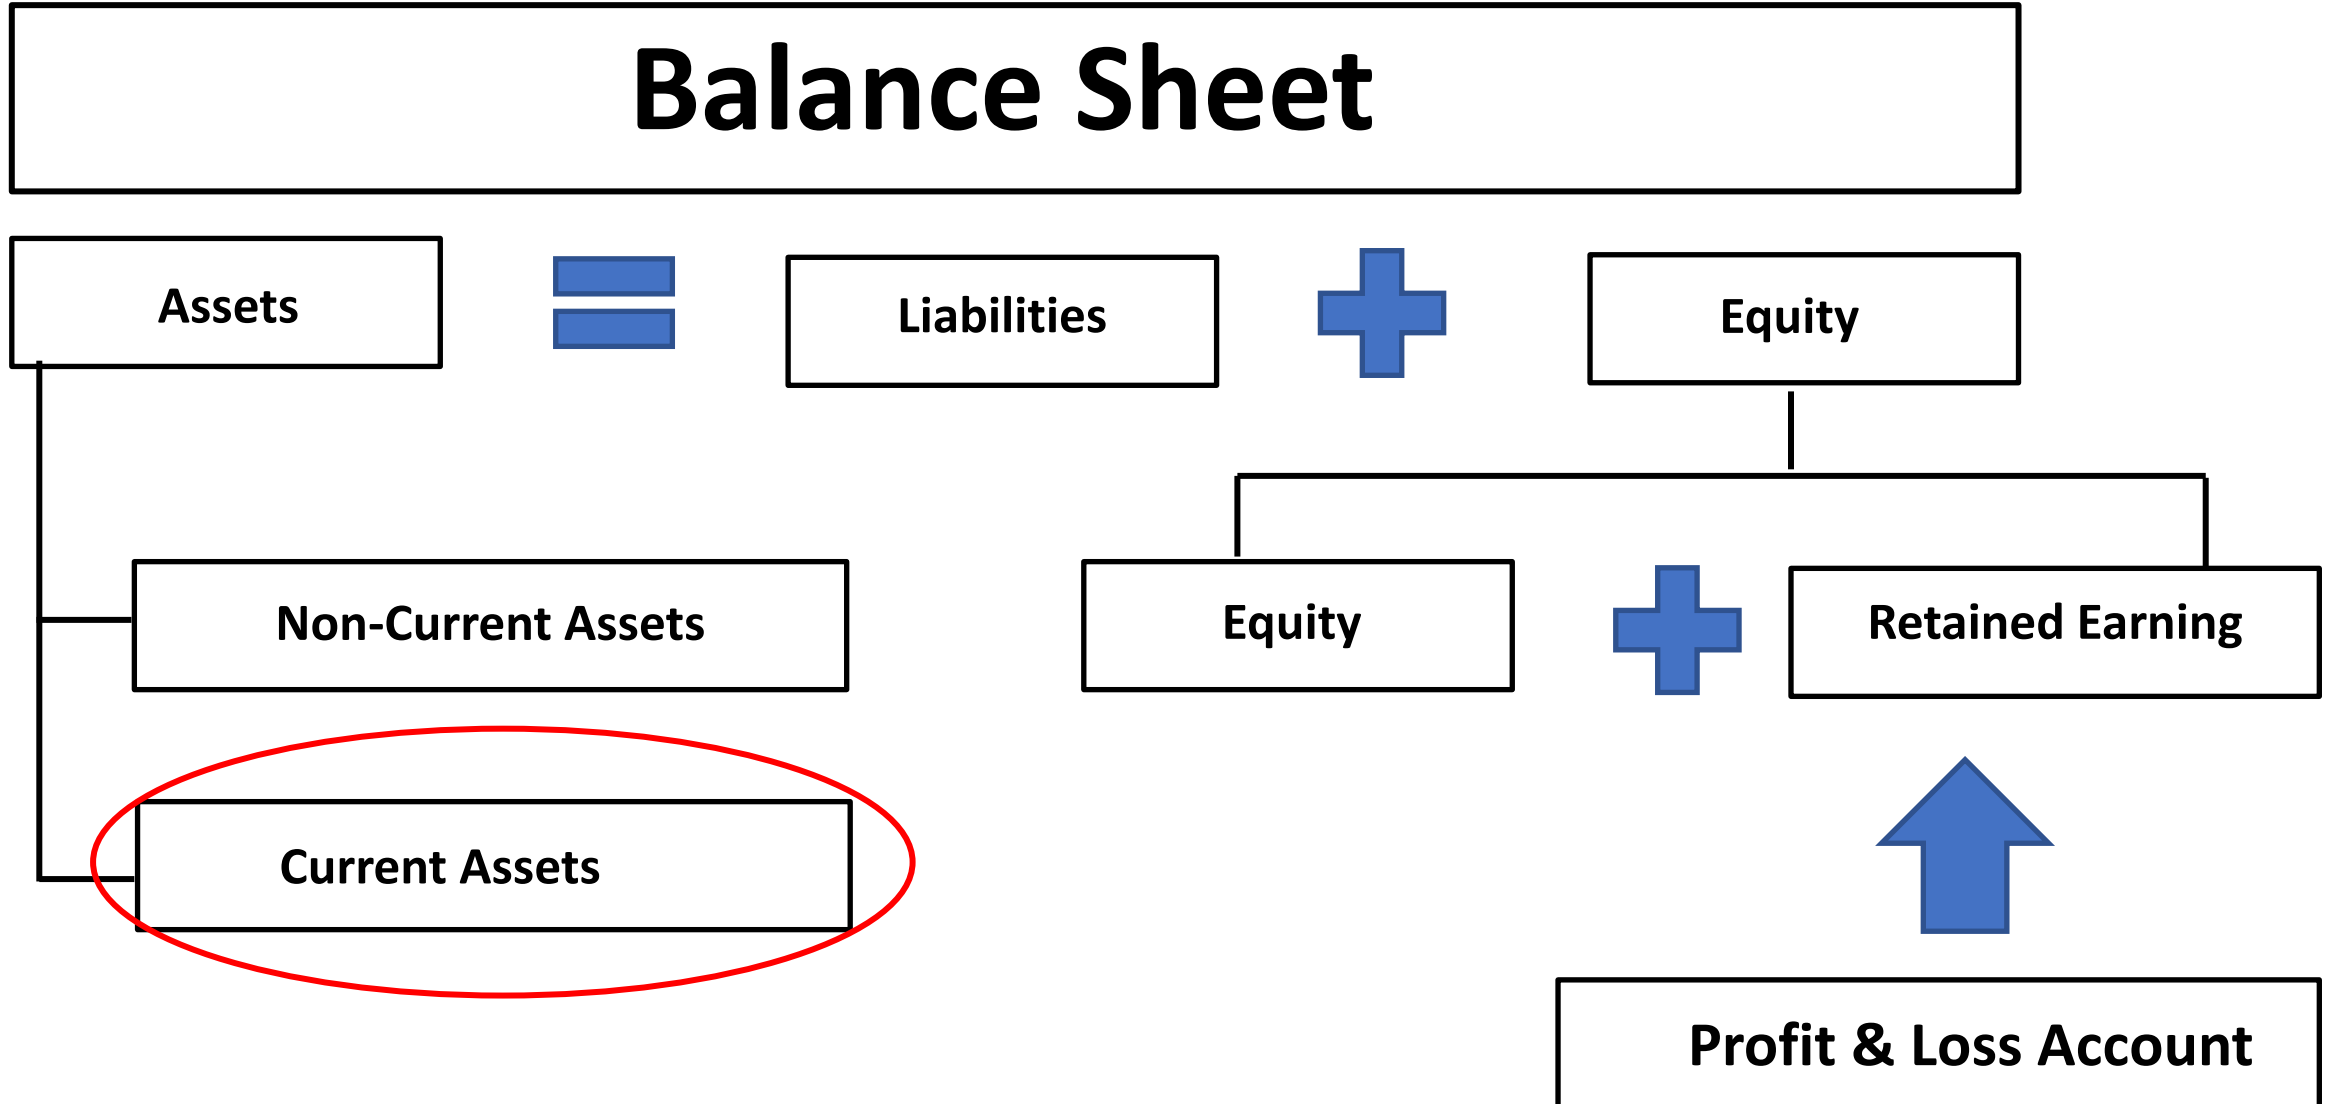 Balance Sheet
Assets
Liabilities
Equity
Non-Current Assets
Equity
Retained Earning
Current Assets
Profit & Loss Account